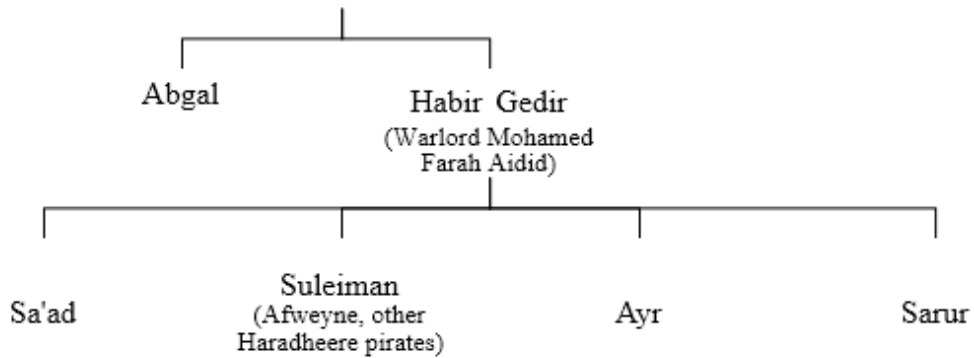 Abgal
Habir Gedir
(Warlord Mohamed
Farah Aidid)
Sa'ad
Suleiman
(Afweyne, other
Haradheere pirates)
Ayr
Sarur